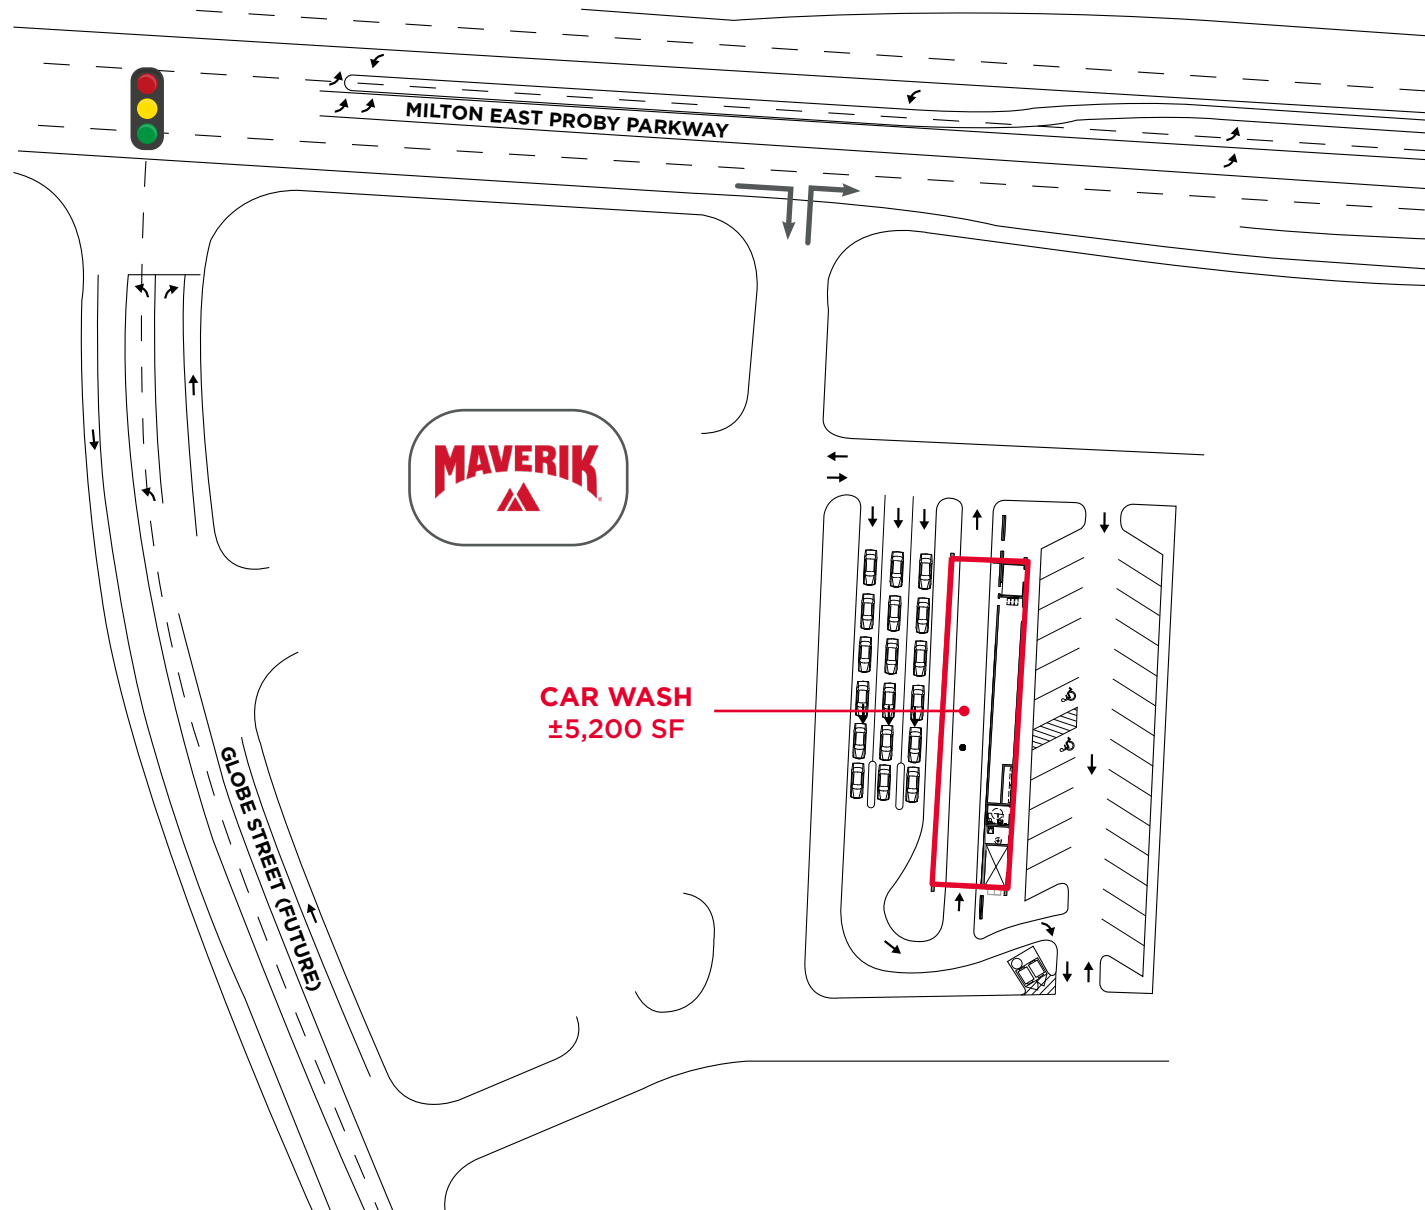 MILTON EAST PROBY PARKWAY
MAVERIK
CAR WASH
±5,200 SF
GLOBE STREET (FUTURE)